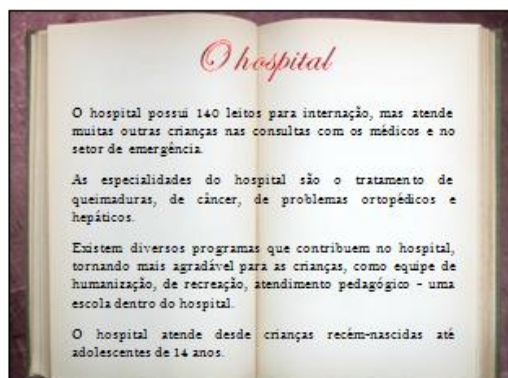 O hospital
O hospital possui 140 leitos para internação, mas atende
muitas outras crianças nas consultas com os médicos e no
setor de emergência.
As especialidades do hospital são o tratamento de
queimaduras, de câncer, de problemas ortopédicos e
hepáticos.
Existem diversos programas que contribuem no hospital,
tornando mais agradável para as crianças, como equipe de
humanização, de recreação, atendimento pedagógico - uma
escola dentro do hospital.
O hospital atende desde crianças recém-nascidas até
adolescentes de 14 anos.